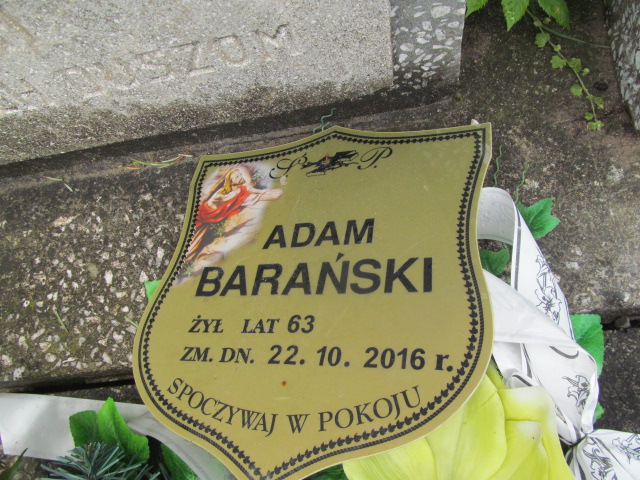 Ś. P.
ADAM
BARAŃSKI
ŻYŁ LAT 63
ZM. DN. 22. 10. 2016 r.
SPOCZYWAJ W POKOJU